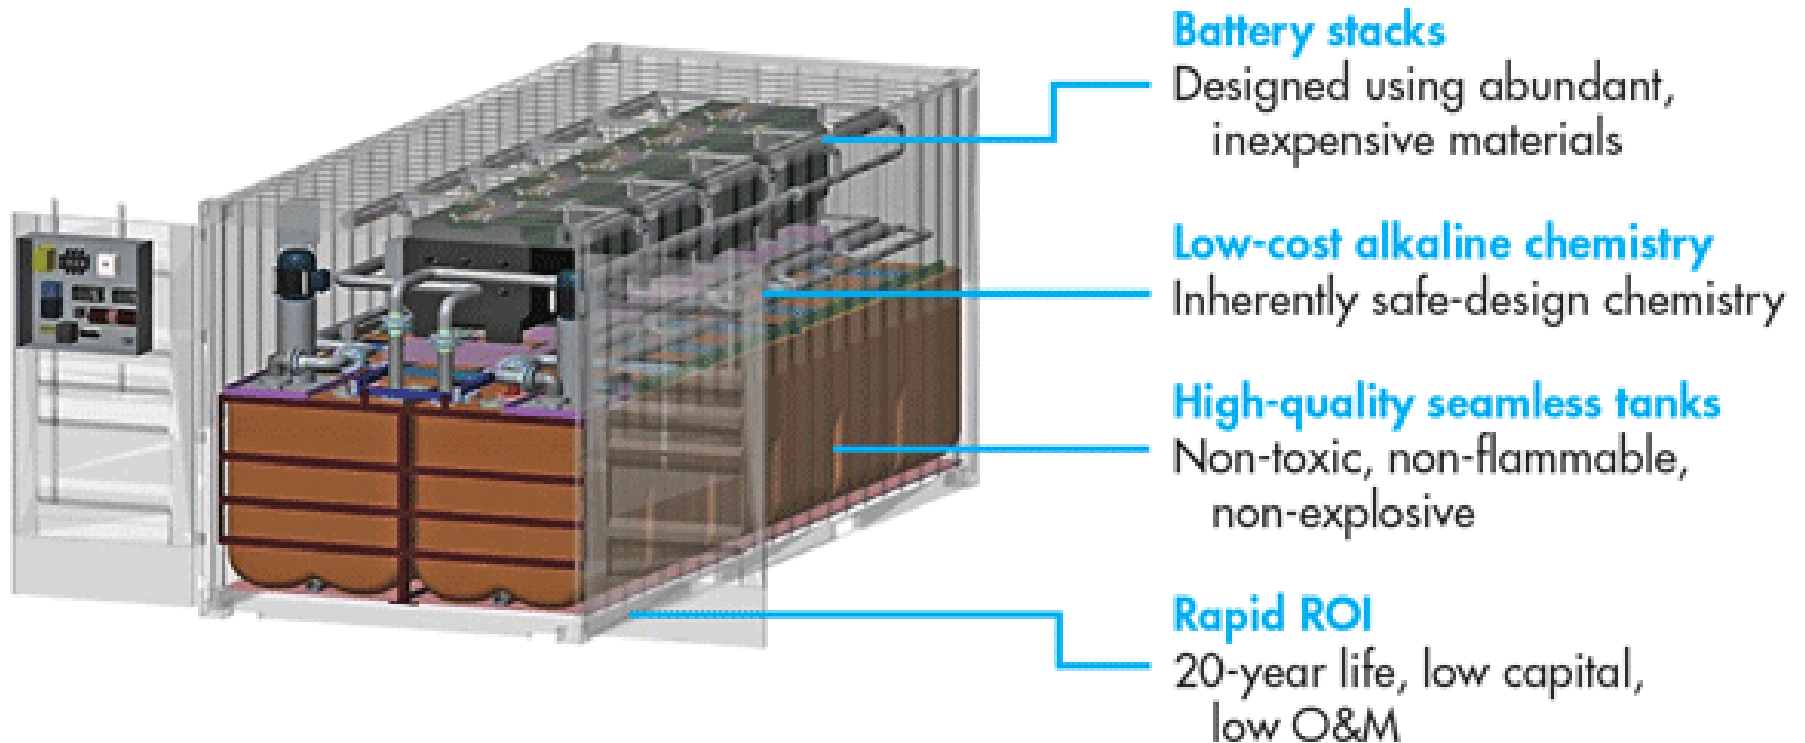 Battery stacks
Designed using abundant,
inexpensive materials
Low-cost alkaline chemistry
Inherently safe-design chemistry
High-quality seamless tanks
Non-toxic, non-flammable,
non-explosive
Rapid ROI
20-year life, low capital,
low O&M